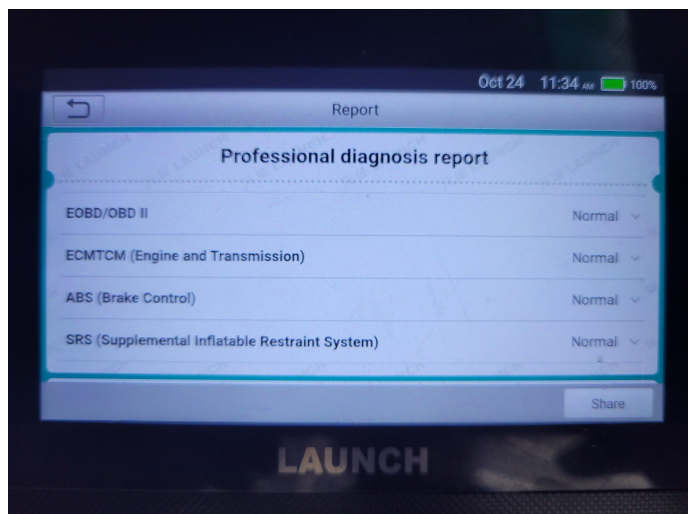 Oct 24 11:34 AM 100%
Report
Professional diagnosis report
EOBD/OBD II Normal
ECMTCM (Engine and Transmission) Normal
ABS (Brake Control) Normal
SRS (Supplemental Inflatable Restraint System) Normal
Share
LAUNCH